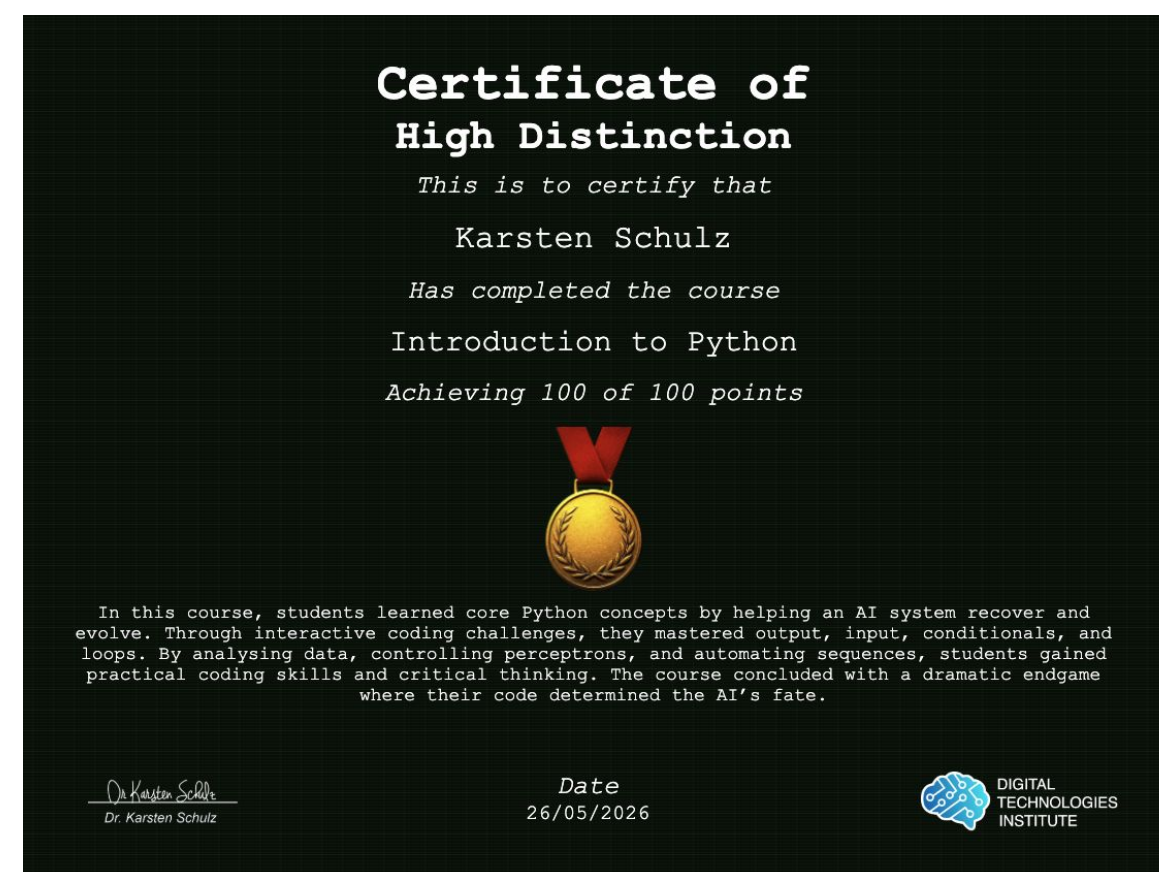 Certificate of
High Distinction
This is to certify that
Karsten Schulz
Has completed the course
Introduction to Python
Achieving 100 of 100 points
In this course, students learned core Python concepts by helping an AI system recover and
evolve. Through interactive coding challenges, they mastered output, input, conditionals, and
loops. By analysing data, controlling perceptrons, and automating sequences, students gained
practical coding skills and critical thinking. The course concluded with a dramatic endgame
where their code determined the AI’s fate.
Dr Karsten Schulz
Dr. Karsten Schulz
Date
26/05/2026
DIGITAL
TECHNOLOGIES
INSTITUTE